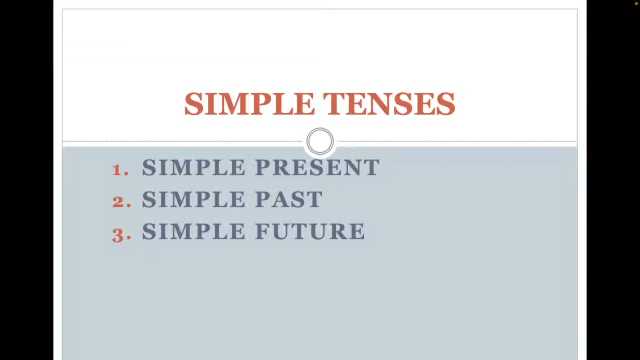 SIMPLE TENSES
1. SIMPLE PRESENT
2. SIMPLE PAST
3. SIMPLE FUTURE